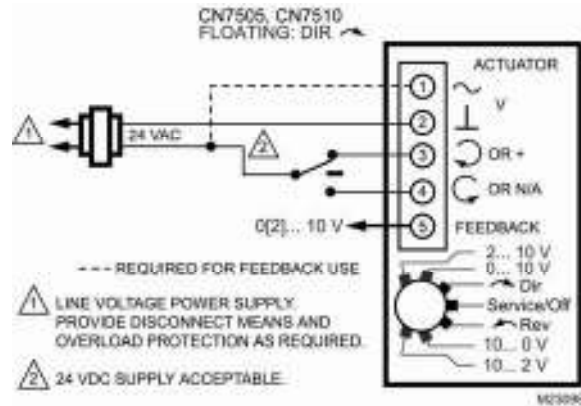 CN7505, CN7510
FLOATING: DIR
ACTUATOR
1
V
2
1
24 VAC
2
3
OR +
4
OR N/A
0[2]... 10 V
5
FEEDBACK
2... 10 V
0... 10 V
Dir
Service/Off
Rev
10... 0 V
10... 2 V
--- REQUIRED FOR FEEDBACK USE
1 LINE VOLTAGE POWER SUPPLY.
PROVIDE DISCONNECT MEANS AND
OVERLOAD PROTECTION AS REQUIRED.
2 24 VDC SUPPLY ACCEPTABLE.